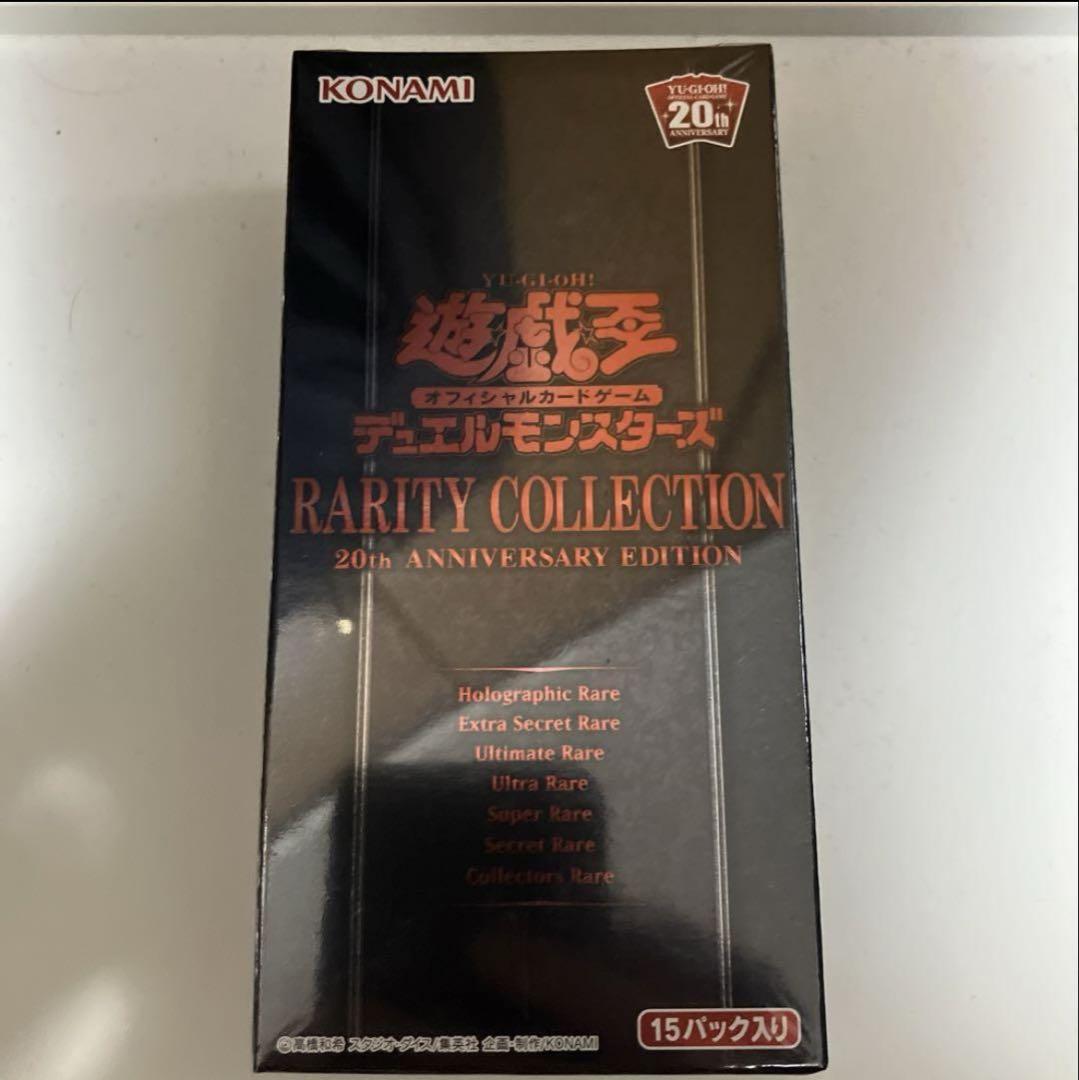 KONAMI
YU-GI-OH!
OFFICIAL CARD GAME
20th
ANNIVERSARY
YU-GI-OH!
遊☆戯☆王
オフィシャルカードゲーム
デュエルモンスターズ
RARITY COLLECTION
20th ANNIVERSARY EDITION
Holographic Rare
Extra Secret Rare
Ultimate Rare
Ultra Rare
Super Rare
Secret Rare
Collectors Rare
15パック入り
©高橋和希 スタジオ・ダイス/集英社 企画・制作/KONAMI